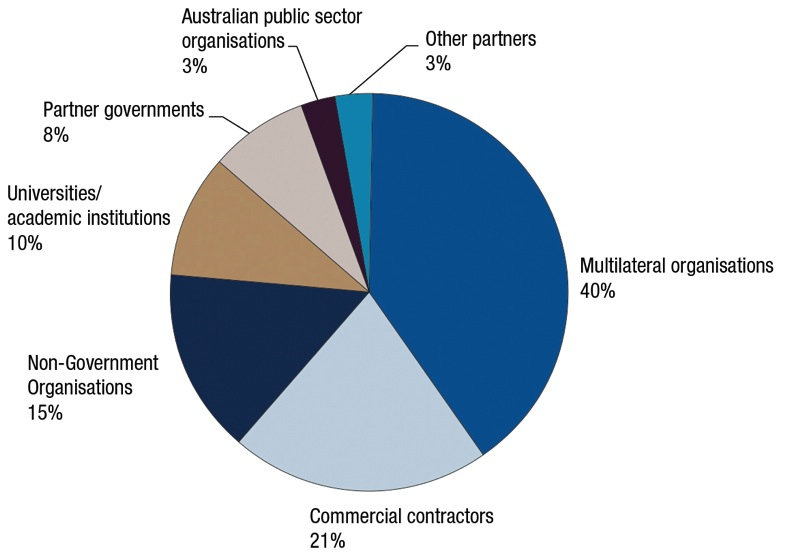 Australian public sector
organisations
3%
Other partners
3%
Partner governments
8%
Universities/
academic institutions
10%
Multilateral organisations
40%
Non-Government
Organisations
15%
Commercial contractors
21%